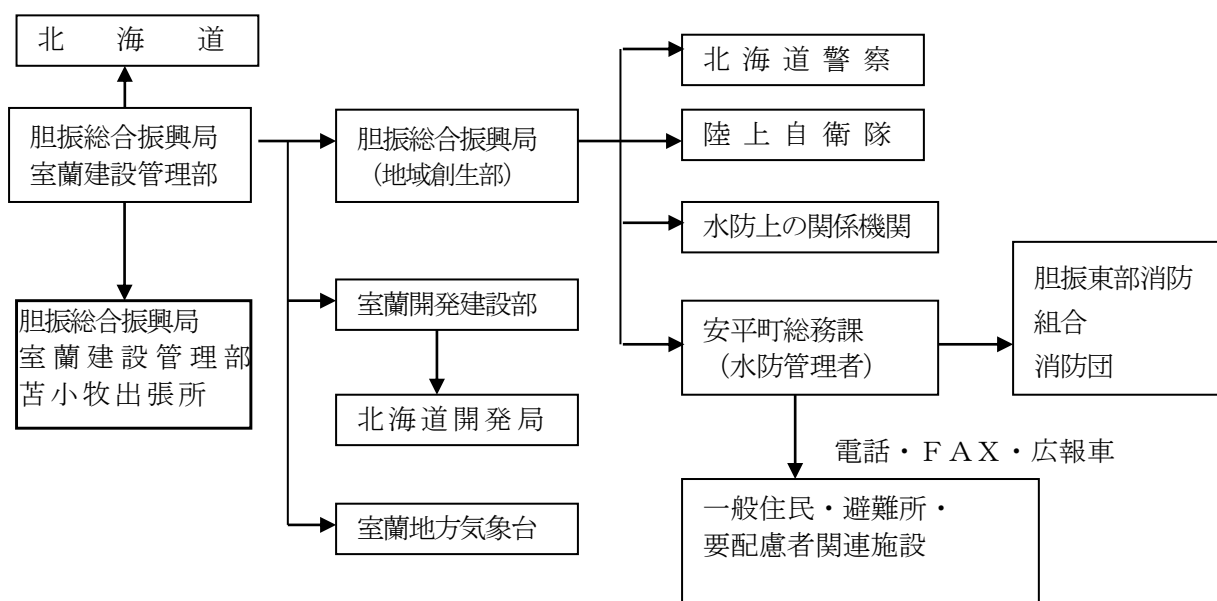 北海道
胆振総合振興局
室蘭建設管理部
胆振総合振興局
室蘭建設管理部
苫小牧出張所
胆振総合振興局
（地域創生部）
室蘭開発建設部
北海道開発局
室蘭地方気象台
北海道警察
陸上自衛隊
水防上の関係機関
安平町総務課
（水防管理者）
胆振東部消防
組合
消防団
電話・ＦＡＸ・広報車
一般住民・避難所・
要配慮者関連施設